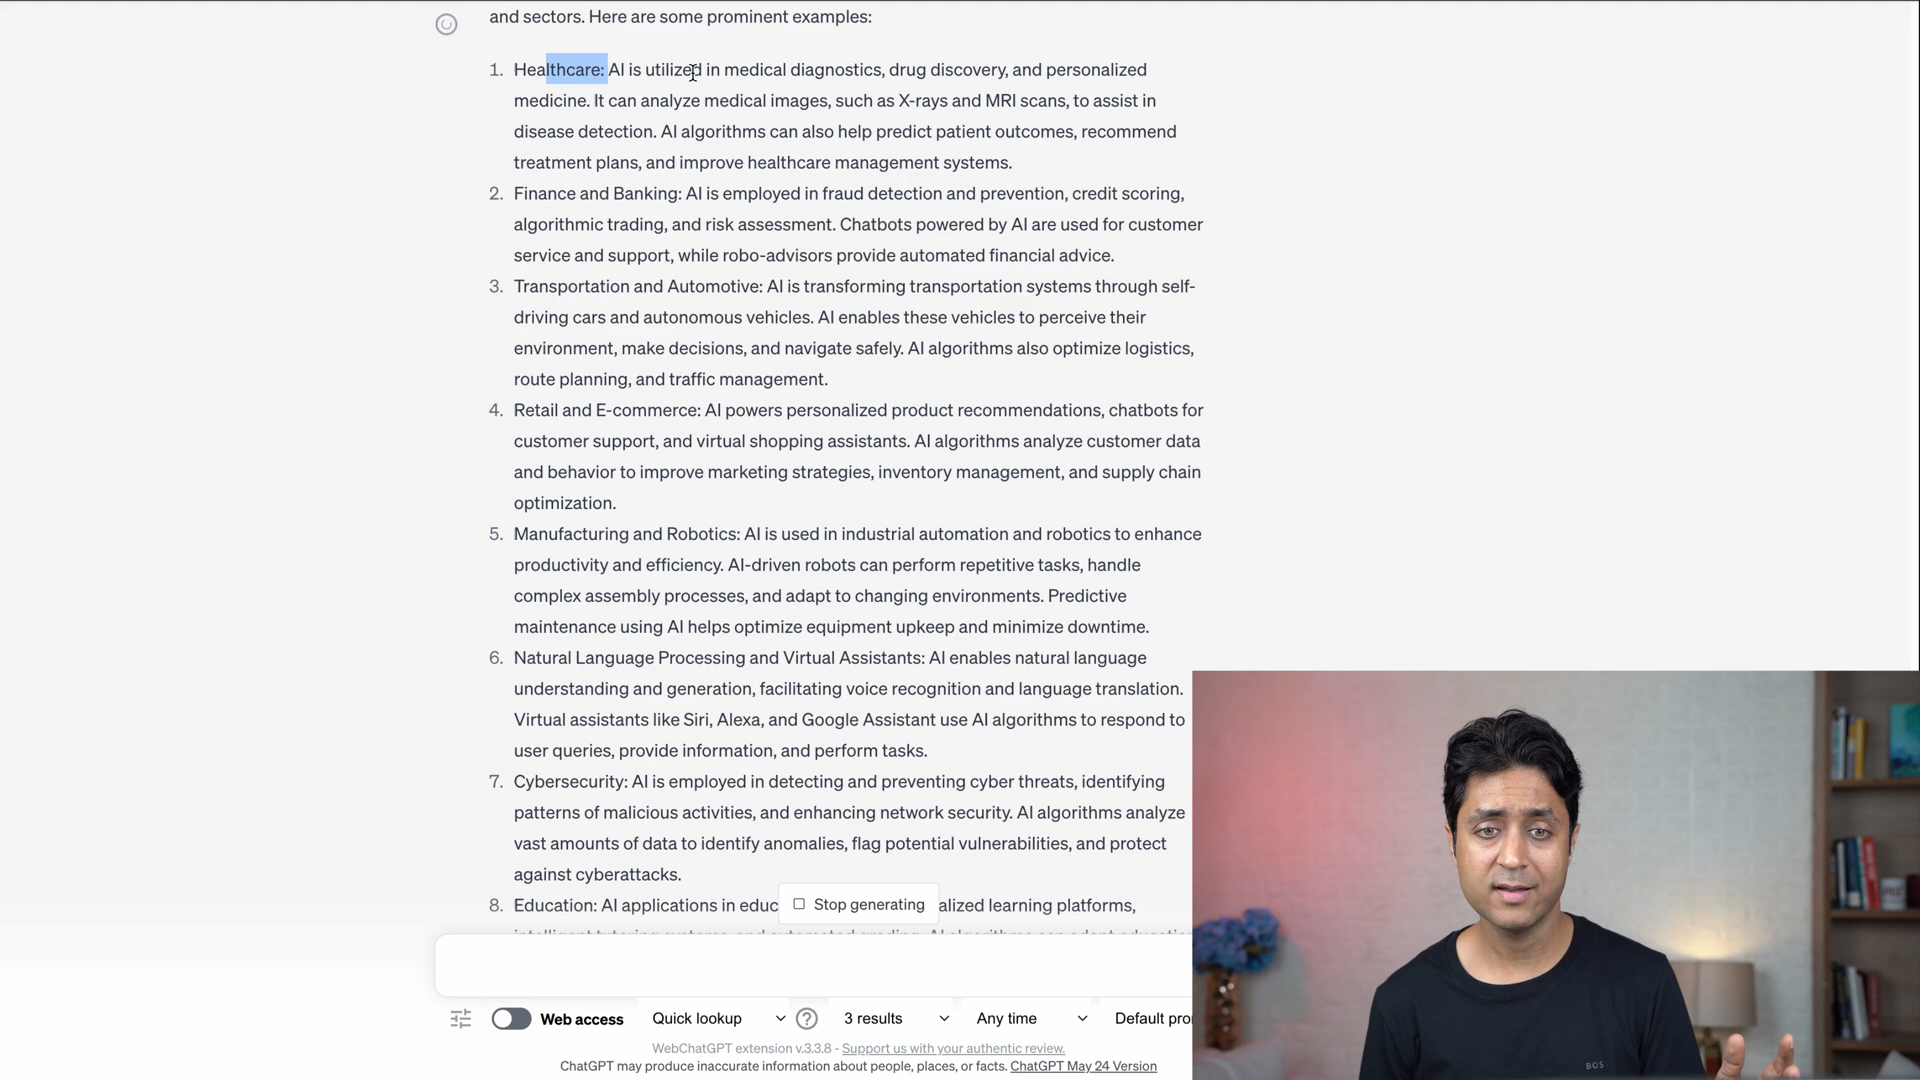 and sectors. Here are some prominent examples:
1. Healthcare: AI is utilized in medical diagnostics, drug discovery, and personalized
medicine. It can analyze medical images, such as X-rays and MRI scans, to assist in
disease detection. AI algorithms can also help predict patient outcomes, recommend
treatment plans, and improve healthcare management systems.
2. Finance and Banking: AI is employed in fraud detection and prevention, credit scoring,
algorithmic trading, and risk assessment. Chatbots powered by AI are used for customer
service and support, while robo-advisors provide automated financial advice.
3. Transportation and Automotive: AI is transforming transportation systems through self-
driving cars and autonomous vehicles. AI enables these vehicles to perceive their
environment, make decisions, and navigate safely. AI algorithms also optimize logistics,
route planning, and traffic management.
4. Retail and E-commerce: AI powers personalized product recommendations, chatbots for
customer support, and virtual shopping assistants. AI algorithms analyze customer data
and behavior to improve marketing strategies, inventory management, and supply chain
optimization.
5. Manufacturing and Robotics: AI is used in industrial automation and robotics to enhance
productivity and efficiency. AI-driven robots can perform repetitive tasks, handle
complex assembly processes, and adapt to changing environments. Predictive
maintenance using AI helps optimize equipment upkeep and minimize downtime.
6. Natural Language Processing and Virtual Assistants: AI enables natural language
understanding and generation, facilitating voice recognition and language translation.
Virtual assistants like Siri, Alexa, and Google Assistant use AI algorithms to respond to
user queries, provide information, and perform tasks.
7. Cybersecurity: AI is employed in detecting and preventing cyber threats, identifying
patterns of malicious activities, and enhancing network security. AI algorithms analyze
vast amounts of data to identify anomalies, flag potential vulnerabilities, and protect
against cyberattacks.
8. Education: AI applications in educ alized learning platforms,
Stop generating
Web access Quick lookup 3 results Any time Default pro
WebChatGPT extension v.3.3.8 - Support us with your authentic review.
ChatGPT may produce inaccurate information about people, places, or facts. ChatGPT May 24 Version
BOS